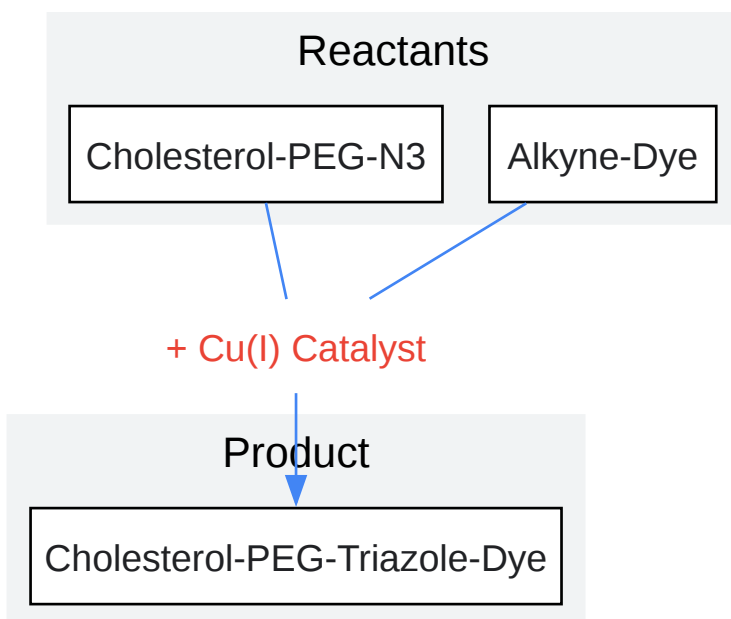 Reactants
Cholesterol-PEG-N3
Alkyne-Dye
+ Cu(I) Catalyst
Product
Cholesterol-PEG-Triazole-Dye